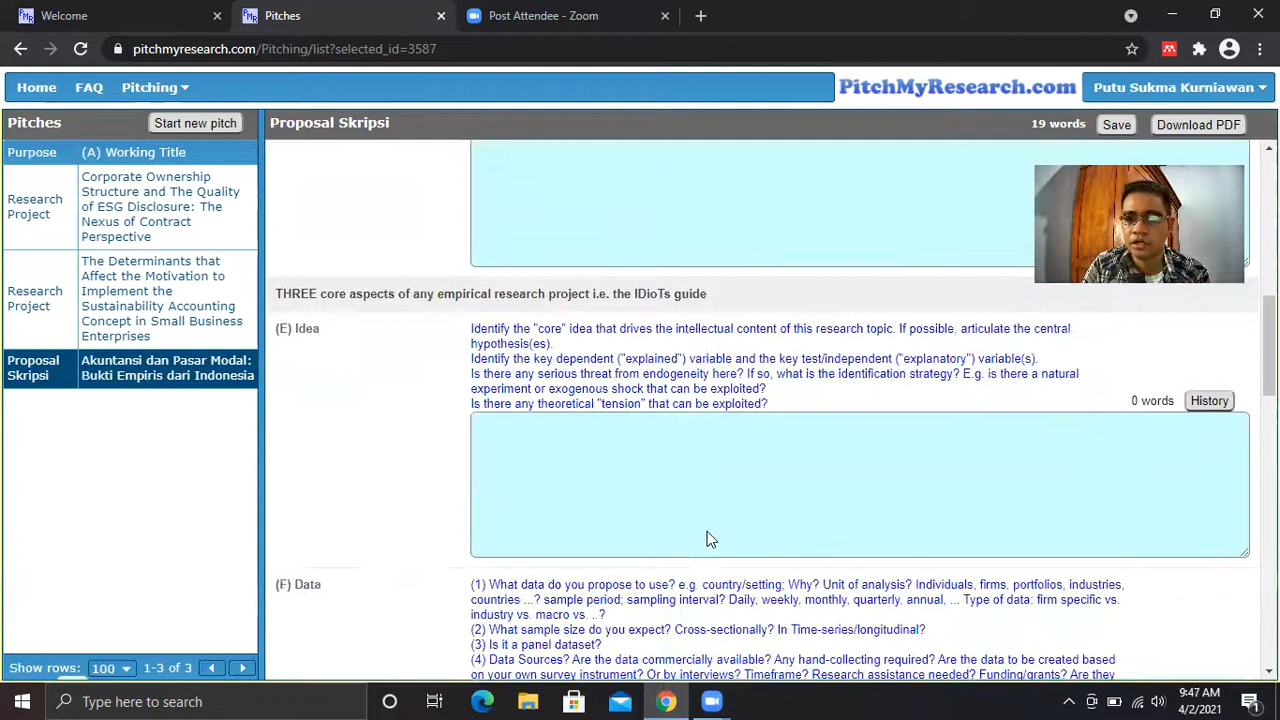 Welcome
Pitches
Post Attendee - Zoom
pitchmyresearch.com/Pitching/list?selected_id=3587
Home FAQ Pitching
PitchMyResearch.com
Putu Sukma Kurniawan
Pitches Start new pitch
Proposal Skripsi 19 words Save Download PDF
Purpose (A) Working Title
Research Project
Corporate Ownership
Structure and The Quality
of ESG Disclosure: The
Nexus of Contract
Perspective
Research Project
The Determinants that
Affect the Motivation to
Implement the
Sustainability Accounting
Concept in Small Business
Enterprises
Proposal Skripsi
Akuntansi dan Pasar Modal:
Bukti Empiris dari Indonesia
THREE core aspects of any empirical research project i.e. the IDioTs guide
(E) Idea
Identify the "core" idea that drives the intellectual content of this research topic. If possible, articulate the central
hypothesis(es).
Identify the key dependent ("explained") variable and the key test/independent ("explanatory") variable(s).
Is there any serious threat from endogeneity here? If so, what is the identification strategy? E.g. is there a natural
experiment or exogenous shock that can be exploited?
Is there any theoretical "tension" that can be exploited?
0 words History
(F) Data
(1) What data do you propose to use? e.g. country/setting; Why? Unit of analysis? Individuals, firms, portfolios, industries,
countries ...? sample period; sampling interval? Daily, weekly, monthly, quarterly, annual, ... Type of data: firm specific vs.
industry vs. macro vs. ..?
(2) What sample size do you expect? Cross-sectionally? In Time-series/longitudinal?
(3) Is it a panel dataset?
(4) Data Sources? Are the data commercially available? Any hand-collecting required? Are the data to be created based
on your own survey instrument? Or by interviews? Timeframe? Research assistance needed? Funding/grants? Are they
Show rows: 100 1-3 of 3
Type here to search
9:47 AM
4/2/2021
1